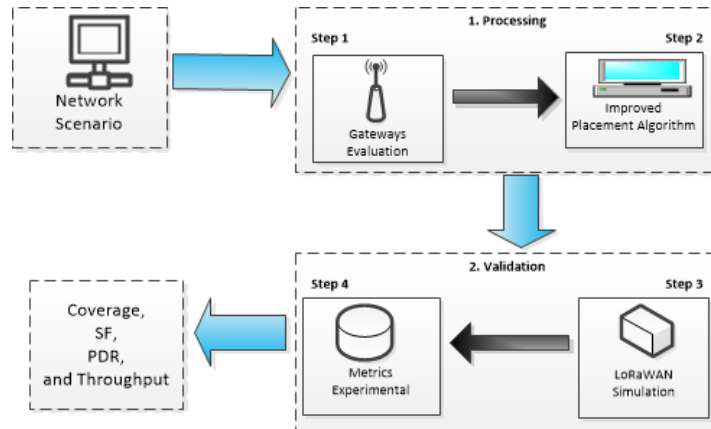 Network
Scenario
1. Processing
Step 1
Step 2
Gateways
Evaluation
Improved
Placement Algorithm
2. Validation
Step 4
Step 3
Metrics
Experimental
LoRaWAN
Simulation
Coverage,
SF,
PDR,
and Throughput